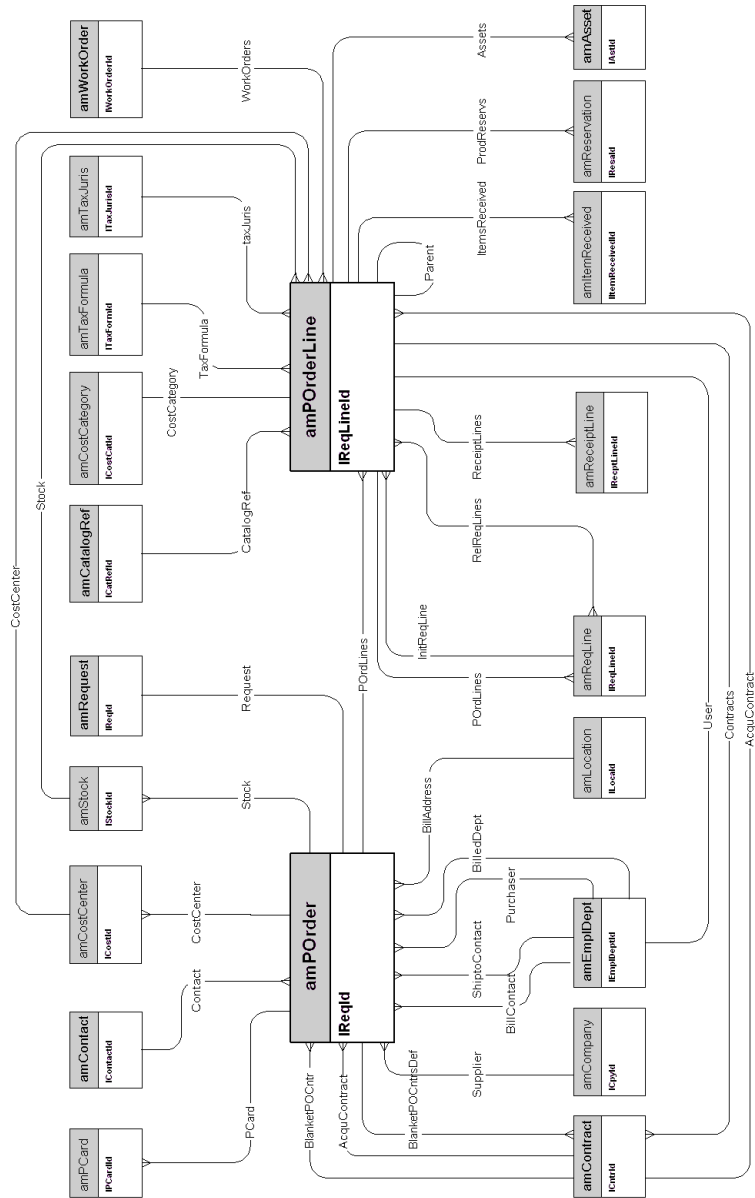 amPCard
lPCardId
amContact
lContactId
amCostCenter
lCostId
amStock
lStockId
amRequest
lReqId
amCatalogRef
lCatRefId
amCostCategory
lCostCatId
amTaxFormula
lTaxFormId
amTaxJuris
lTaxJurisId
amWorkOrder
lWorkOrderId
CostCenter
Stock
PCard
Contact
CostCenter
Stock
Request
CatalogRef
CostCategory
TaxFormula
taxJuris
WorkOrders
amPOrder
lReqId
POrdLines
amPOrderLine
lReqLineId
BlanketPOCntr
AcquContract
BlanketPOCntrsDef
Supplier
BillContact
ShiptoContact
Purchaser
BilledDept
BillAddress
POrdLines
InitReqLine
RelReqLines
ReceiptLines
Parent
ItemsReceived
ProdReservs
Assets
amContract
lCntrId
amCompany
lCpyId
amEmplDept
lEmplDeptId
amLocation
lLocaId
amReqLine
lReqLineId
amReceiptLine
lRecptLineId
amItemReceived
lItemReceivedId
amReservation
lResaId
amAsset
lAstId
User
Contracts
AcquContract